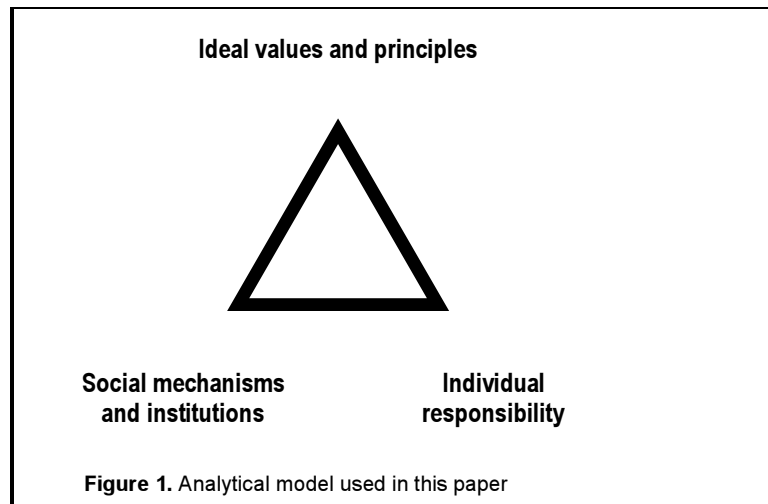 Ideal values and principles
Social mechanisms
and institutions
Individual
responsibility
Figure 1. Analytical model used in this paper